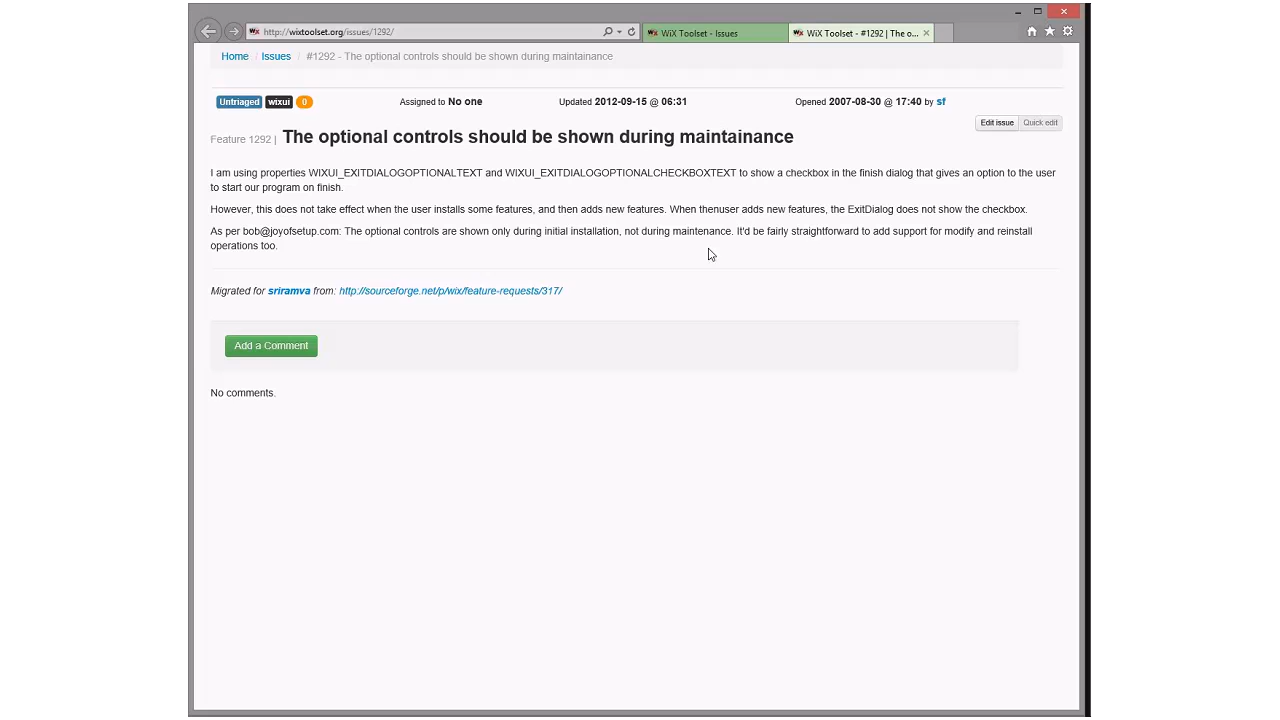 http://wixtoolset.org/issues/1292/
WiX Toolset - Issues
WiX Toolset - #1292 | The o...
Home / Issues / #1292 - The optional controls should be shown during maintainance
Untriaged wixui 0 Assigned to No one Updated 2012-09-15 @ 06:31 Opened 2007-08-30 @ 17:40 by sf
Edit issue Quick edit
Feature 1292 | The optional controls should be shown during maintainance
I am using properties WIXUI_EXITDIALOGOPTIONALTEXT and WIXUI_EXITDIALOGOPTIONALCHECKBOXTEXT to show a checkbox in the finish dialog that gives an option to the user
to start our program on finish.
However, this does not take effect when the user installs some features, and then adds new features. When thenuser adds new features, the ExitDialog does not show the checkbox.
As per bob@joyofsetup.com: The optional controls are shown only during initial installation, not during maintenance. It'd be fairly straightforward to add support for modify and reinstall
operations too.
Migrated for sriramva from: http://sourceforge.net/p/wix/feature-requests/317/
Add a Comment
No comments.